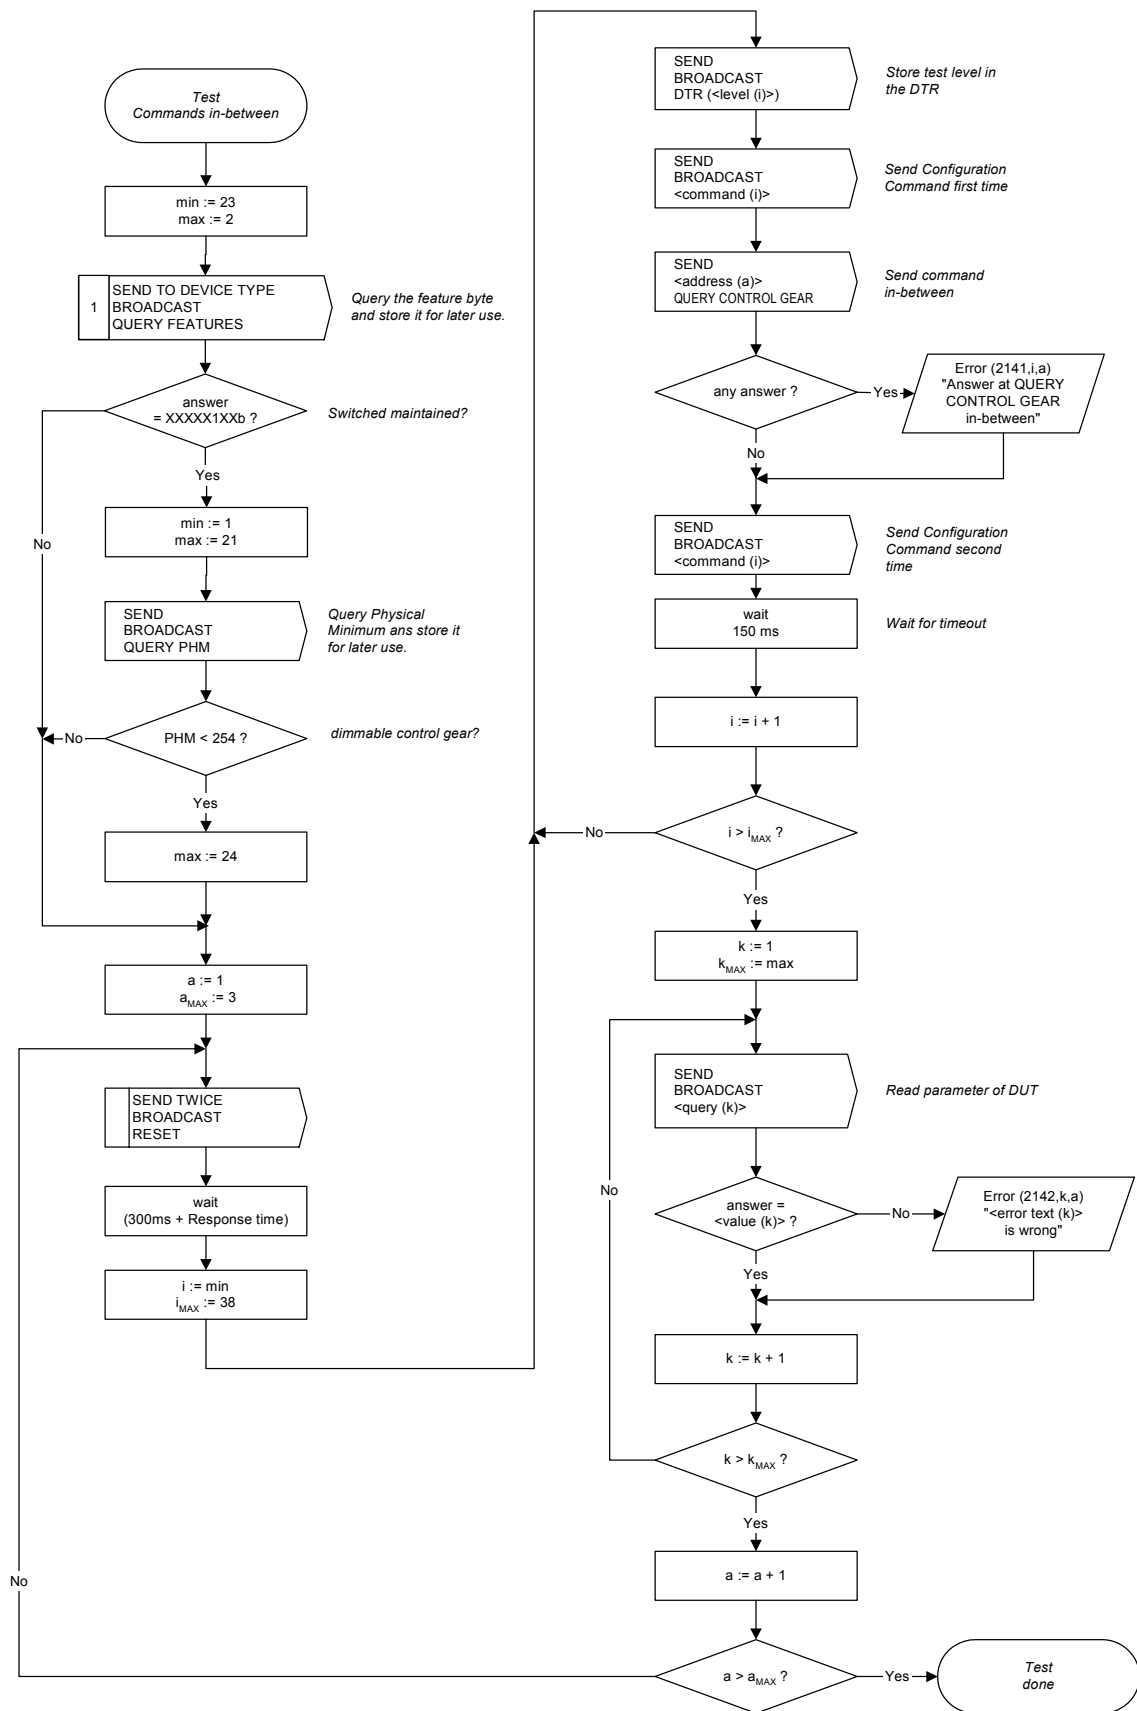 Test
Commands in-between
min := 23
max := 2
1
SEND TO DEVICE TYPE
BROADCAST
QUERY FEATURES
Query the feature byte
and store it for later use.
answer
= XXXXX1XXb ?
Switched maintained?
Yes
No
min := 1
max := 21
SEND
BROADCAST
QUERY PHM
Query Physical
Minimum ans store it
for later use.
No
PHM < 254 ?
dimmable control gear?
Yes
max := 24
a := 1
aMAX := 3
SEND TWICE
BROADCAST
RESET
wait
(300ms + Response time)
i := min
iMAX := 38
No
SEND
BROADCAST
DTR (<level (i)>)
Store test level in
the DTR
SEND
BROADCAST
<command (i)>
Send Configuration
Command first time
SEND
<address (a)>
QUERY CONTROL GEAR
Send command
in-between
any answer ?
Yes
Error (2141,i,a)
"Answer at QUERY
CONTROL GEAR
in-between"
No
SEND
BROADCAST
<command (i)>
Send Configuration
Command second
time
wait
150 ms
Wait for timeout
i := i + 1
No
i > iMAX ?
Yes
k := 1
kMAX := max
SEND
BROADCAST
<query (k)>
Read parameter of DUT
No
answer =
<value (k)> ?
No
Error (2142,k,a)
"<error text (k)>
is wrong"
Yes
k := k + 1
k > kMAX ?
Yes
a := a + 1
a > aMAX ?
Yes
Test
done